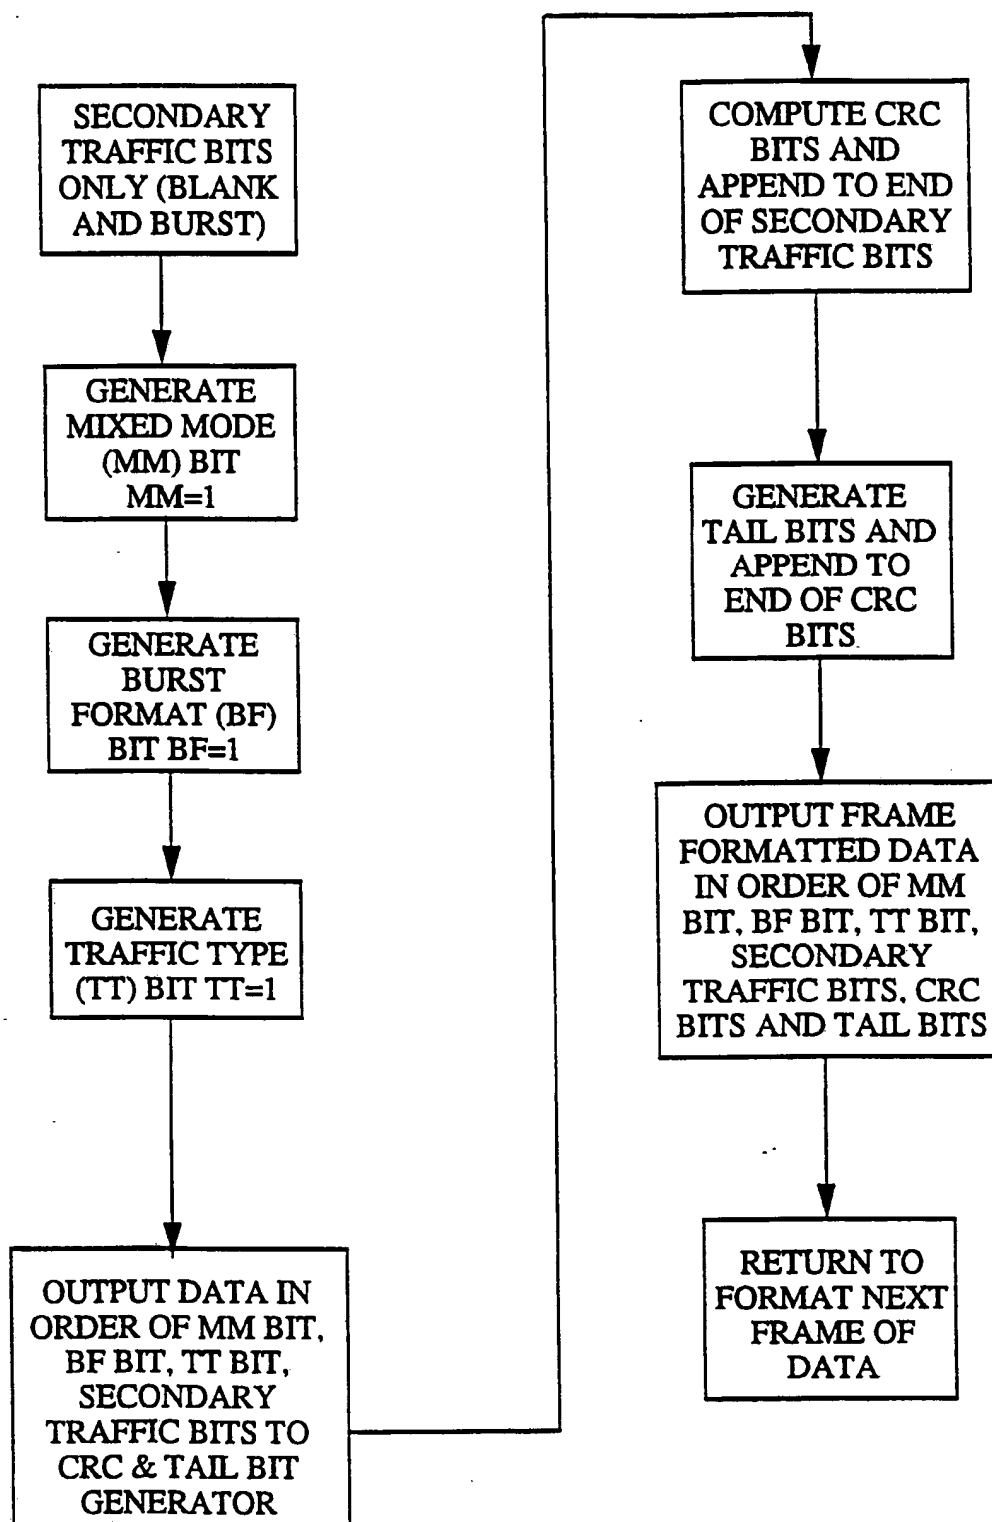 SECONDARY
TRAFFIC BITS
ONLY (BLANK
AND BURST)
GENERATE
MIXED MODE
(MM) BIT
MM=1
GENERATE
BURST
FORMAT (BF)
BIT BF=1
GENERATE
TRAFFIC TYPE
(TT) BIT TT=1
OUTPUT DATA IN
ORDER OF MM BIT,
BF BIT, TT BIT,
SECONDARY
TRAFFIC BITS TO
CRC & TAIL BIT
GENERATOR
COMPUTE CRC
BITS AND
APPEND TO END
OF SECONDARY
TRAFFIC BITS
GENERATE
TAIL BITS AND
APPEND TO
END OF CRC
BITS
OUTPUT FRAME
FORMATTED DATA
IN ORDER OF MM
BIT, BF BIT, TT BIT,
SECONDARY
TRAFFIC BITS, CRC
BITS AND TAIL BITS
RETURN TO
FORMAT NEXT
FRAME OF
DATA